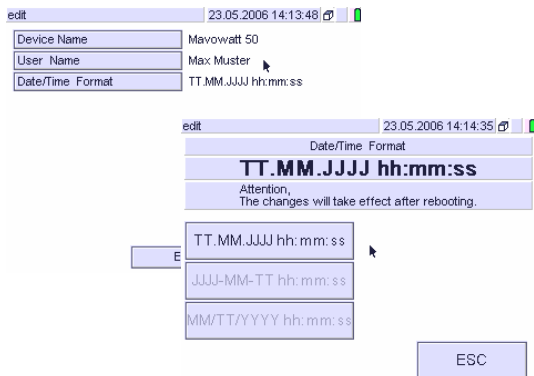 edit 23.05.2006 14:13:48
Device Name Mavowatt 50
User Name Max Muster
Date/Time Format TT.MM.JJJJ hh:mm:ss
E
edit 23.05.2006 14:14:35
Date/Time Format
TT.MM.JJJJ hh:mm:ss
Attention,
The changes will take effect after rebooting.
TT.MM.JJJJ hh:mm:ss
JJJJ-MM-TT hh:mm:ss
MM/TT/YYYY hh:mm:ss
ESC